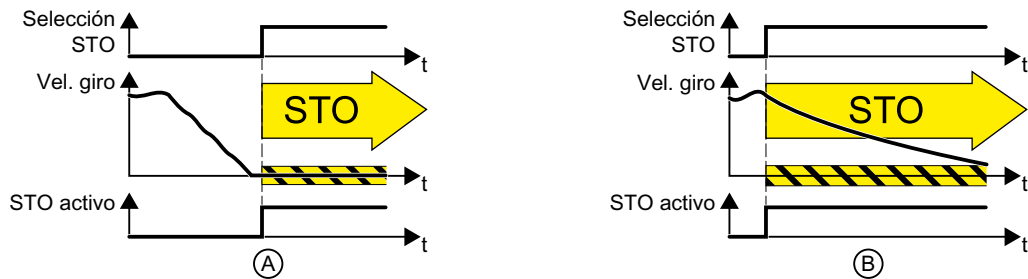 Selección
STO
t
Vel. giro
STO
t
STO activo
t
A
Selección
STO
t
Vel. giro
STO
t
STO activo
t
B